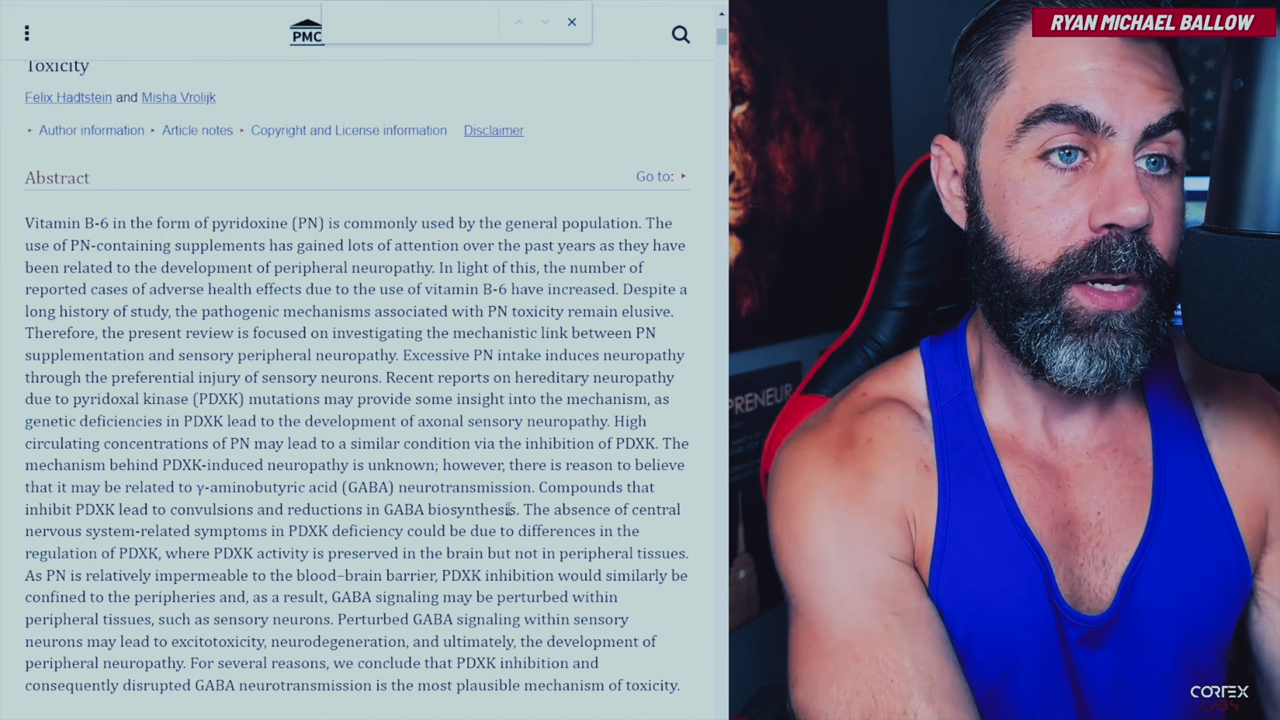 PMC
Toxicity
Felix Hadtstein and Misha Vrolijk
Author information Article notes Copyright and License information Disclaimer
Abstract
Go to:
Vitamin B-6 in the form of pyridoxine (PN) is commonly used by the general population. The
use of PN-containing supplements has gained lots of attention over the past years as they have
been related to the development of peripheral neuropathy. In light of this, the number of
reported cases of adverse health effects due to the use of vitamin B-6 have increased. Despite a
long history of study, the pathogenic mechanisms associated with PN toxicity remain elusive.
Therefore, the present review is focused on investigating the mechanistic link between PN
supplementation and sensory peripheral neuropathy. Excessive PN intake induces neuropathy
through the preferential injury of sensory neurons. Recent reports on hereditary neuropathy
due to pyridoxal kinase (PDXK) mutations may provide some insight into the mechanism, as
genetic deficiencies in PDXK lead to the development of axonal sensory neuropathy. High
circulating concentrations of PN may lead to a similar condition via the inhibition of PDXK. The
mechanism behind PDXK-induced neuropathy is unknown; however, there is reason to believe
that it may be related to γ-aminobutyric acid (GABA) neurotransmission. Compounds that
inhibit PDXK lead to convulsions and reductions in GABA biosynthesis. The absence of central
nervous system-related symptoms in PDXK deficiency could be due to differences in the
regulation of PDXK, where PDXK activity is preserved in the brain but not in peripheral tissues.
As PN is relatively impermeable to the blood–brain barrier, PDXK inhibition would similarly be
confined to the peripheries and, as a result, GABA signaling may be perturbed within
peripheral tissues, such as sensory neurons. Perturbed GABA signaling within sensory
neurons may lead to excitotoxicity, neurodegeneration, and ultimately, the development of
peripheral neuropathy. For several reasons, we conclude that PDXK inhibition and
consequently disrupted GABA neurotransmission is the most plausible mechanism of toxicity.
RYAN MICHAEL BALLOW
PRENEUR
CORTEX
LABS